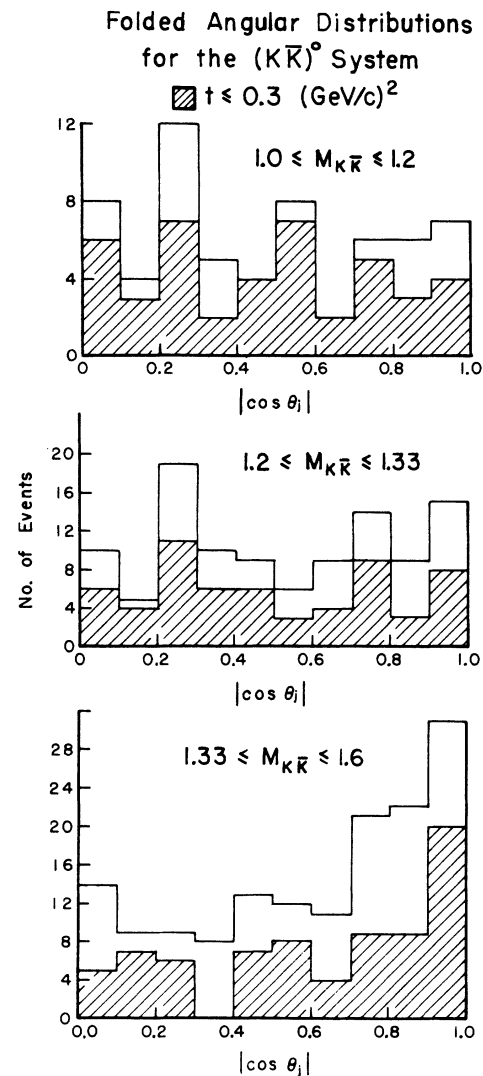 Folded Angular Distributions
for the (KK̅)° System
t ≤ 0.3 (GeV/c)²
1.0 ≤ M_KK̅ ≤ 1.2
12
8
4
0
0 0.2 0.4 0.6 0.8 1.0
|cos θj|
1.2 ≤ M_KK̅ ≤ 1.33
No. of Events
20
16
12
8
4
0
0 0.2 0.4 0.6 0.8 1.0
|cos θj|
1.33 ≤ M_KK̅ ≤ 1.6
28
24
20
16
12
8
4
0
0.0 0.2 0.4 0.6 0.8 1.0
|cos θj|